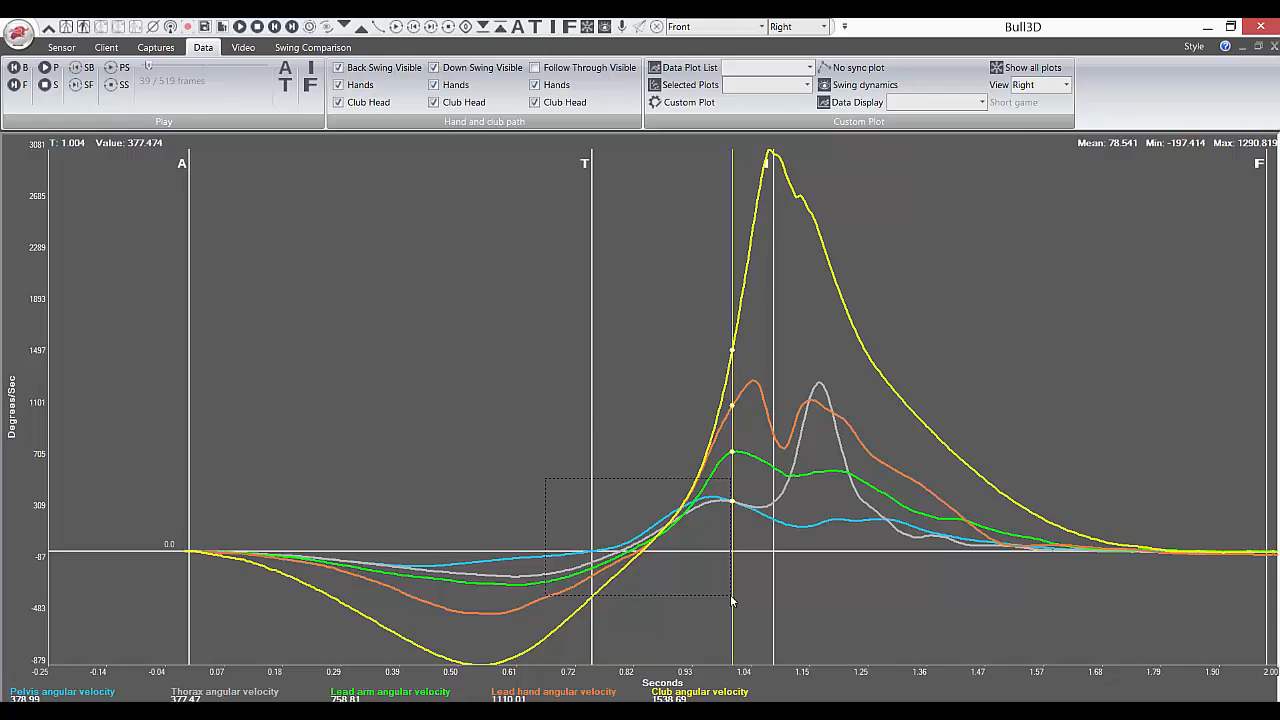 A T I F Front Right Bull3D
Sensor Client Captures Data Video Swing Comparison Style
B P SB PS A I Back Swing Visible Down Swing Visible Follow Through Visible Data Plot List No sync plot Show all plots
39 / 519 frames
F S SF SS T F Hands Hands Hands Selected Plots Swing dynamics View Right
Club Head Club Head Club Head Custom Plot Data Display Short game
Play Hand and club path Custom Plot
T: 1.004 Value: 377.474 Mean: 78.541 Min: -197.414 Max: 1290.819
A T I F
3081
2685
2289
1893
1497
1101
705
309
0.0
-87
-483
-879
Degrees/Sec
-0.25 -0.14 -0.04 0.07 0.18 0.29 0.39 0.50 0.61 0.72 0.82 0.93 1.04 1.15 1.25 1.36 1.47 1.58 1.68 1.79 1.90 2.00
Seconds
Pelvis angular velocity Thorax angular velocity Lead arm angular velocity Lead hand angular velocity Club angular velocity
378.99 377.47 758.81 1110.01 1538.69